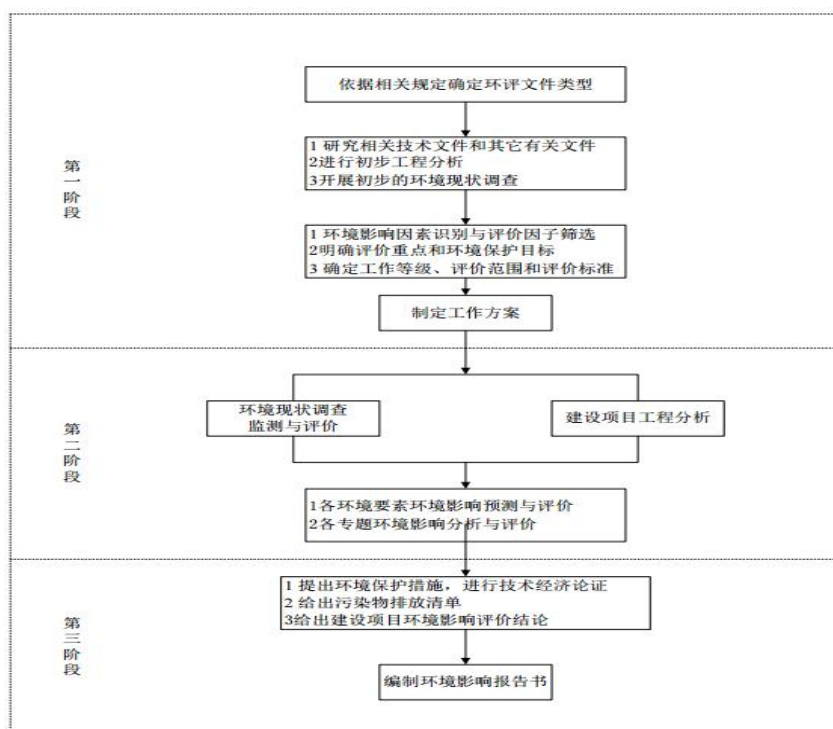 依据相关规定确定环评文件类型
第一阶段
1 研究相关技术文件和其它有关文件
2进行初步工程分析
3开展初步的环境现状调查
1 环境影响因素识别与评价因子筛选
2明确评价重点和环境保护目标
3 确定工作等级、评价范围和评价标准
制定工作方案
第二阶段
环境现状调查
监测与评价
建设项目工程分析
1各环境要素环境影响预测与评价
2各专题环境影响分析与评价
第三阶段
1 提出环境保护措施，进行技术经济论证
2 给出污染物排放清单
3给出建设项目环境影响评价结论
编制环境影响报告书